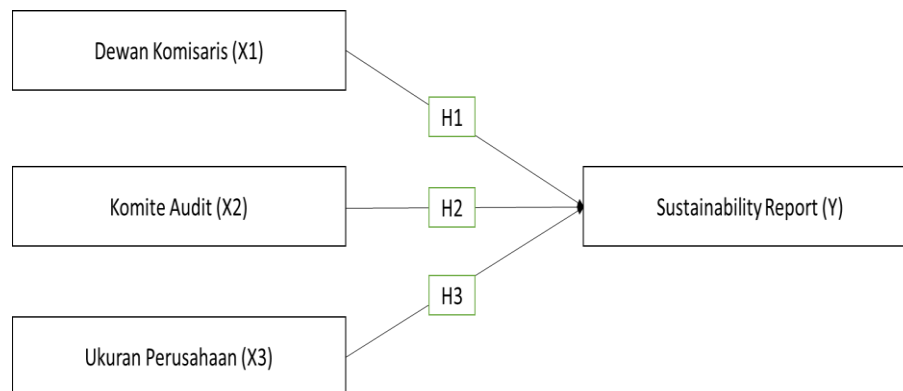 Dewan Komisaris (X1)
H1
Komite Audit (X2)
H2
Sustainability Report (Y)
H3
Ukuran Perusahaan (X3)